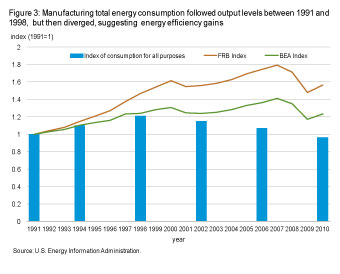 Figure 3: Manufacturing total energy consumption followed output levels between 1991 and
1998, but then diverged, suggesting energy efficiency gains
index (1991=1)
2
Index of consumption for all purposes FRB Index BEA Index
1.8
1.6
1.4
1.2
1
0.8
0.6
0.4
0.2
0
1991 1992 1993 1994 1995 1996 1997 1998 1999 2000 2001 2002 2003 2004 2005 2006 2007 2008 2009 2010
year
Source: U.S. Energy Information Administration.